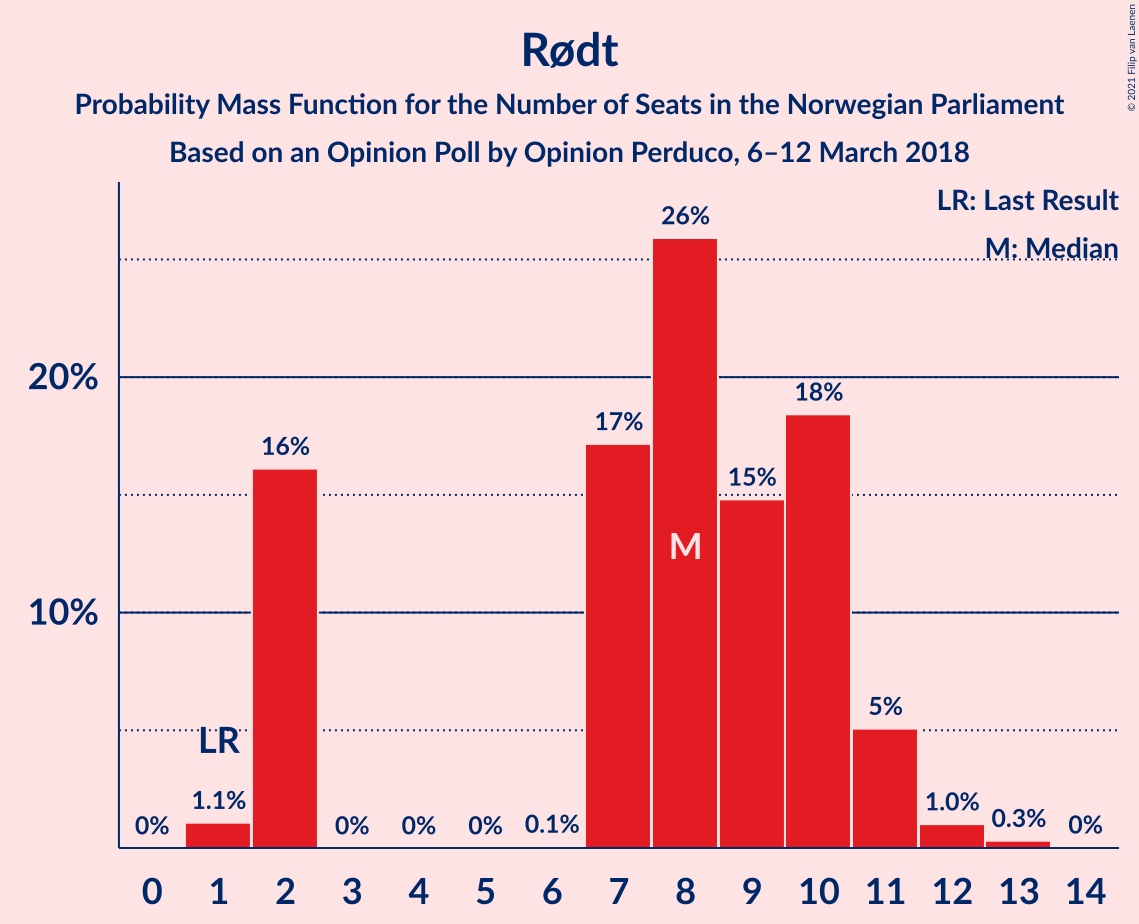 Rødt
Probability Mass Function for the Number of Seats in the Norwegian Parliament
Based on an Opinion Poll by Opinion Perduco, 6–12 March 2018
© 2021 Filip van Laenen
LR: Last Result
M: Median
26%
20%
18%
17%
16%
15%
M
10%
5%
LR
1.1%
1.0%
0.3%
0%
0%
0%
0%
0.1%
0%
0 1 2 3 4 5 6 7 8 9 10 11 12 13 14